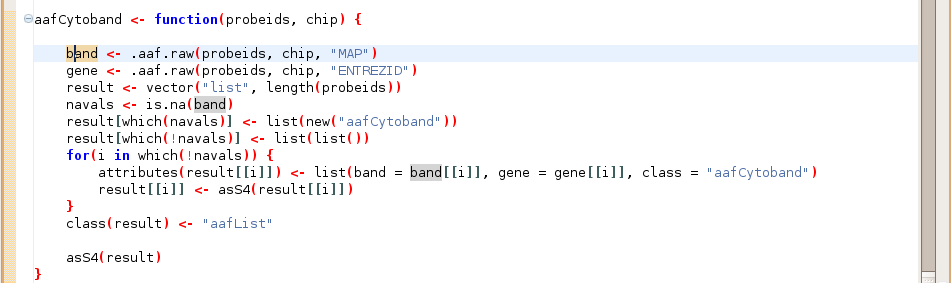 aafCytoband <- function(probeids, chip) {
band <- .aaf.raw(probeids, chip, "MAP")
gene <- .aaf.raw(probeids, chip, "ENTREZID")
result <- vector("list", length(probeids))
navals <- is.na(band)
result[which(navals)] <- list(new("aafCytoband"))
result[which(!navals)] <- list(list())
for(i in which(!navals)) {
attributes(result[[i]]) <- list(band = band[[i]], gene = gene[[i]], class = "aafCytoband")
result[[i]] <- asS4(result[[i]])
}
class(result) <- "aafList"
asS4(result)
}